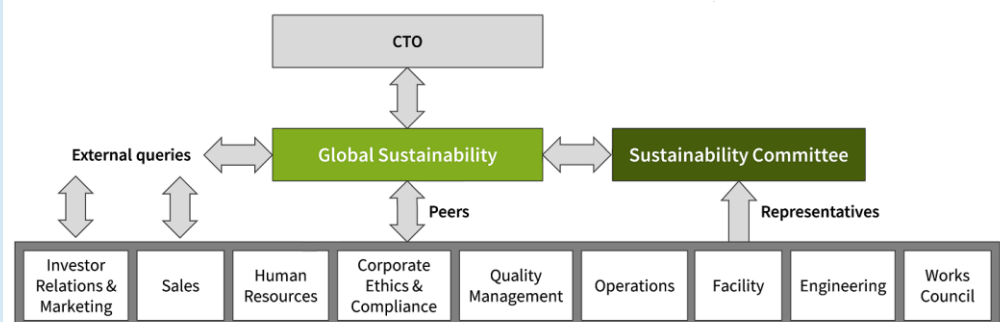 CTO
External queries
Global Sustainability
Sustainability Committee
Peers
Representatives
Investor
Relations &
Marketing
Sales
Human
Resources
Corporate
Ethics &
Compliance
Quality
Management
Operations
Facility
Engineering
Works
Council